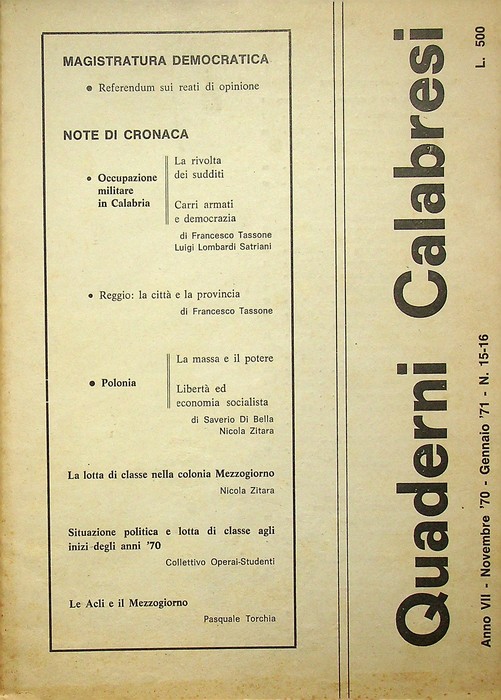 MAGISTRATURA DEMOCRATICA
● Referendum sui reati di opinione
NOTE DI CRONACA
● Occupazione
militare
in Calabria
La rivolta
dei sudditi
Carri armati
e democrazia
di Francesco Tassone
Luigi Lombardi Satriani
● Reggio: la città e la provincia
di Francesco Tassone
● Polonia
La massa e il potere
Libertà ed
economia socialista
di Saverio Di Bella
Nicola Zitara
La lotta di classe nella colonia Mezzogiorno
Nicola Zitara
Situazione politica e lotta di classe agli
inizi degli anni '70
Collettivo Operai-Studenti
Le Acli e il Mezzogiorno
Pasquale Torchia
Quaderni Calabresi
Anno VII - Novembre '70 - Gennaio '71 - N. 15-16
L. 500